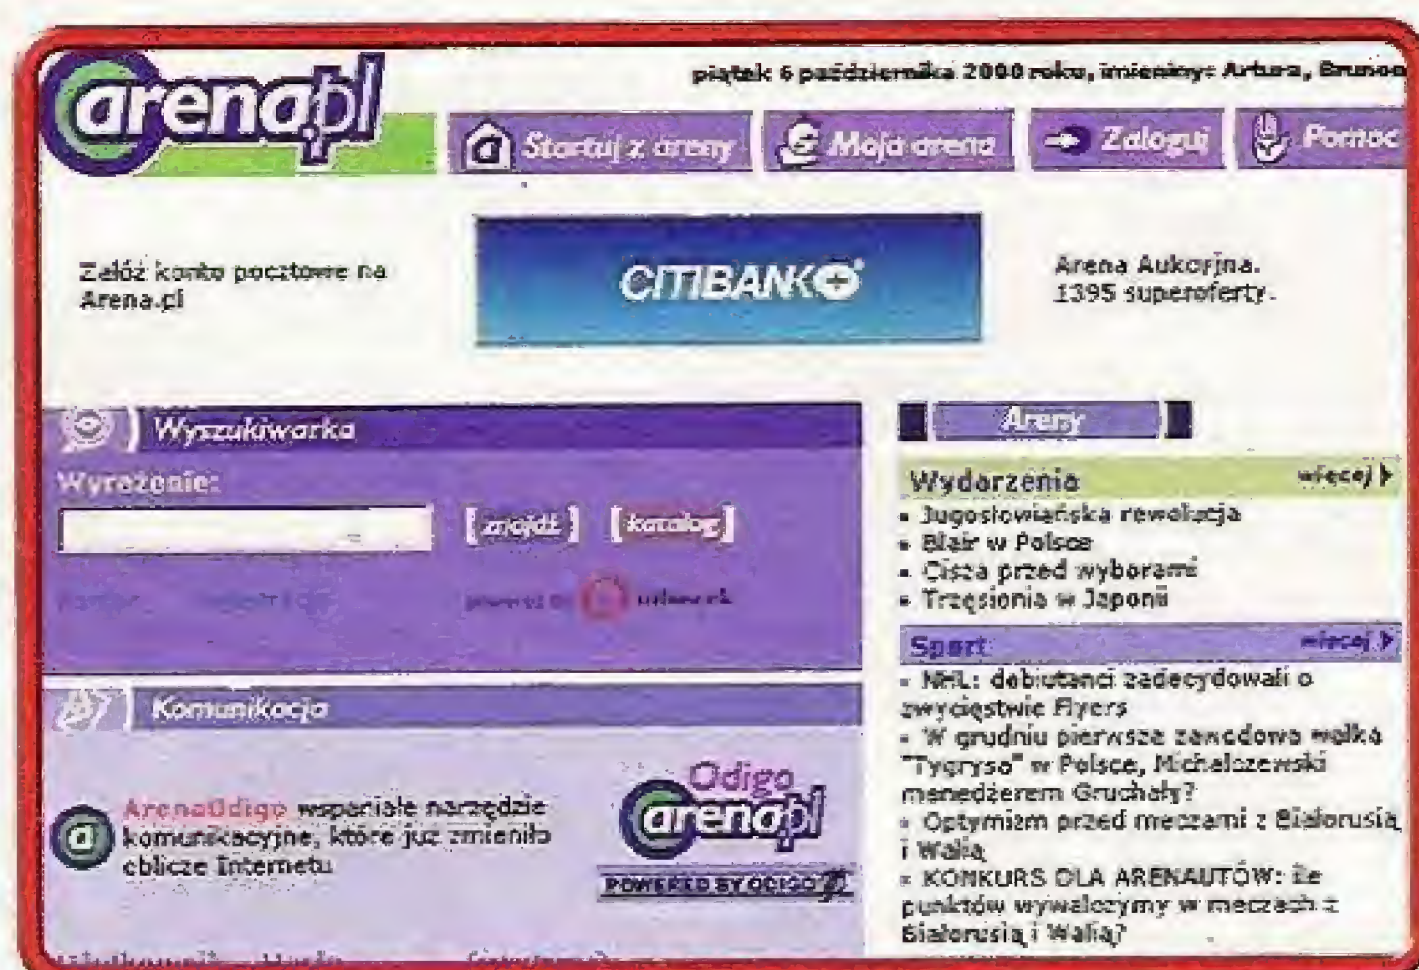 arena.pl
piątek 6 października 2000 roku, imieniny: Artura, Brunona
Startuj z areny
Moja arena
Zaloguj
Pomoc
Załóż konto pocztowe na
Arena.pl
CITIBANK
Arena Aukcyjna.
1395 superoferty.
Wyszukiwarka
Wyrażenie:
[znajdź] [katalog]
powered by
Komunikacja
ArenaOdigo wspaniałe narzędzie
komunikacyjne, które już zmieniło
oblicze Internetu
Odigo
arena.pl
POWERED BY ODIGO
Areny
Wydarzenia więcej
Jugosłowiańska rewolucja
Blair w Polsce
Cisza przed wyborami
Trzęsienia w Japonii
Sport więcej
NHL: debiutanci zadecydowali o
zwycięstwie Flyers
W grudniu pierwsza zawodowa walka
"Tygrysa" w Polsce, Michalczewski
menedżerem Gruchały?
Optymizm przed meczami z Białorusią
i Walią
KONKURS DLA ARENAUTÓW: ile
punktów wywalczymy w meczach z
Białorusią i Walią?